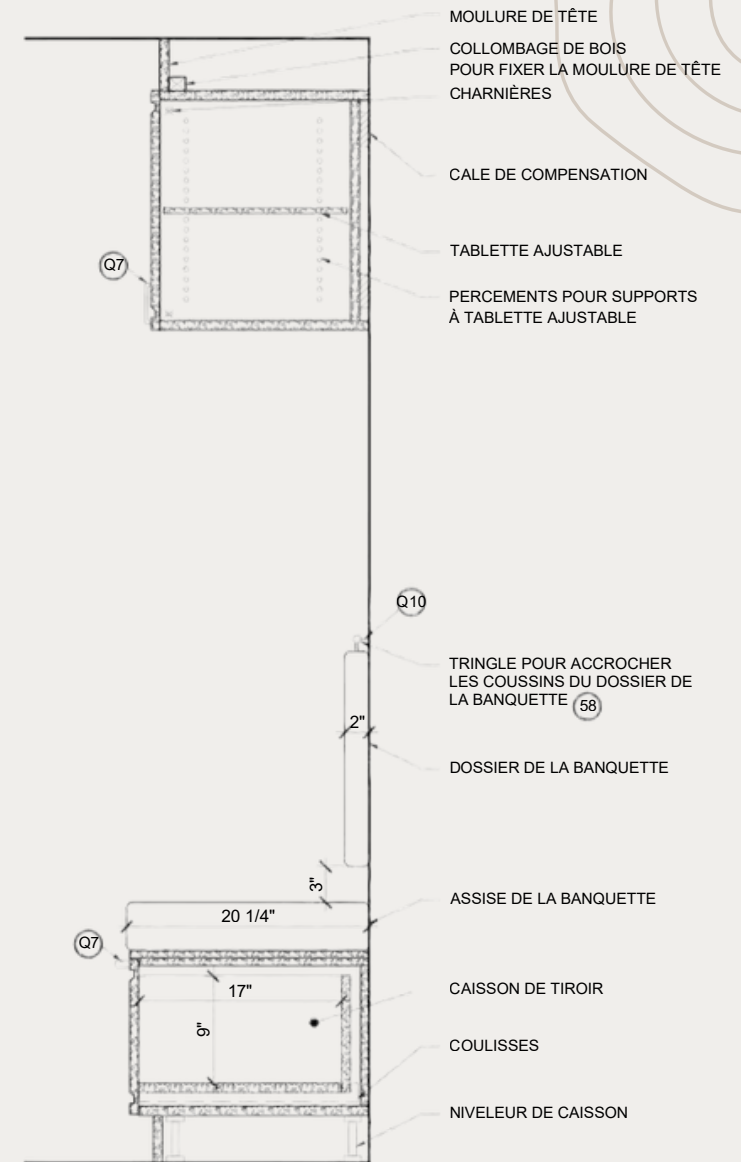 MOULURE DE TÊTE
COLLOMBAGE DE BOIS
POUR FIXER LA MOULURE DE TÊTE
CHARNIÈRES
CALE DE COMPENSATION
TABLETTE AJUSTABLE
Q7
PERCEMENTS POUR SUPPORTS
À TABLETTE AJUSTABLE
Q10
TRINGLE POUR ACCROCHER
LES COUSSINS DU DOSSIER DE
LA BANQUETTE 58
2"
DOSSIER DE LA BANQUETTE
3"
ASSISE DE LA BANQUETTE
20 1/4"
Q7
17"
CAISSON DE TIROIR
9"
COULISSES
NIVELEUR DE CAISSON